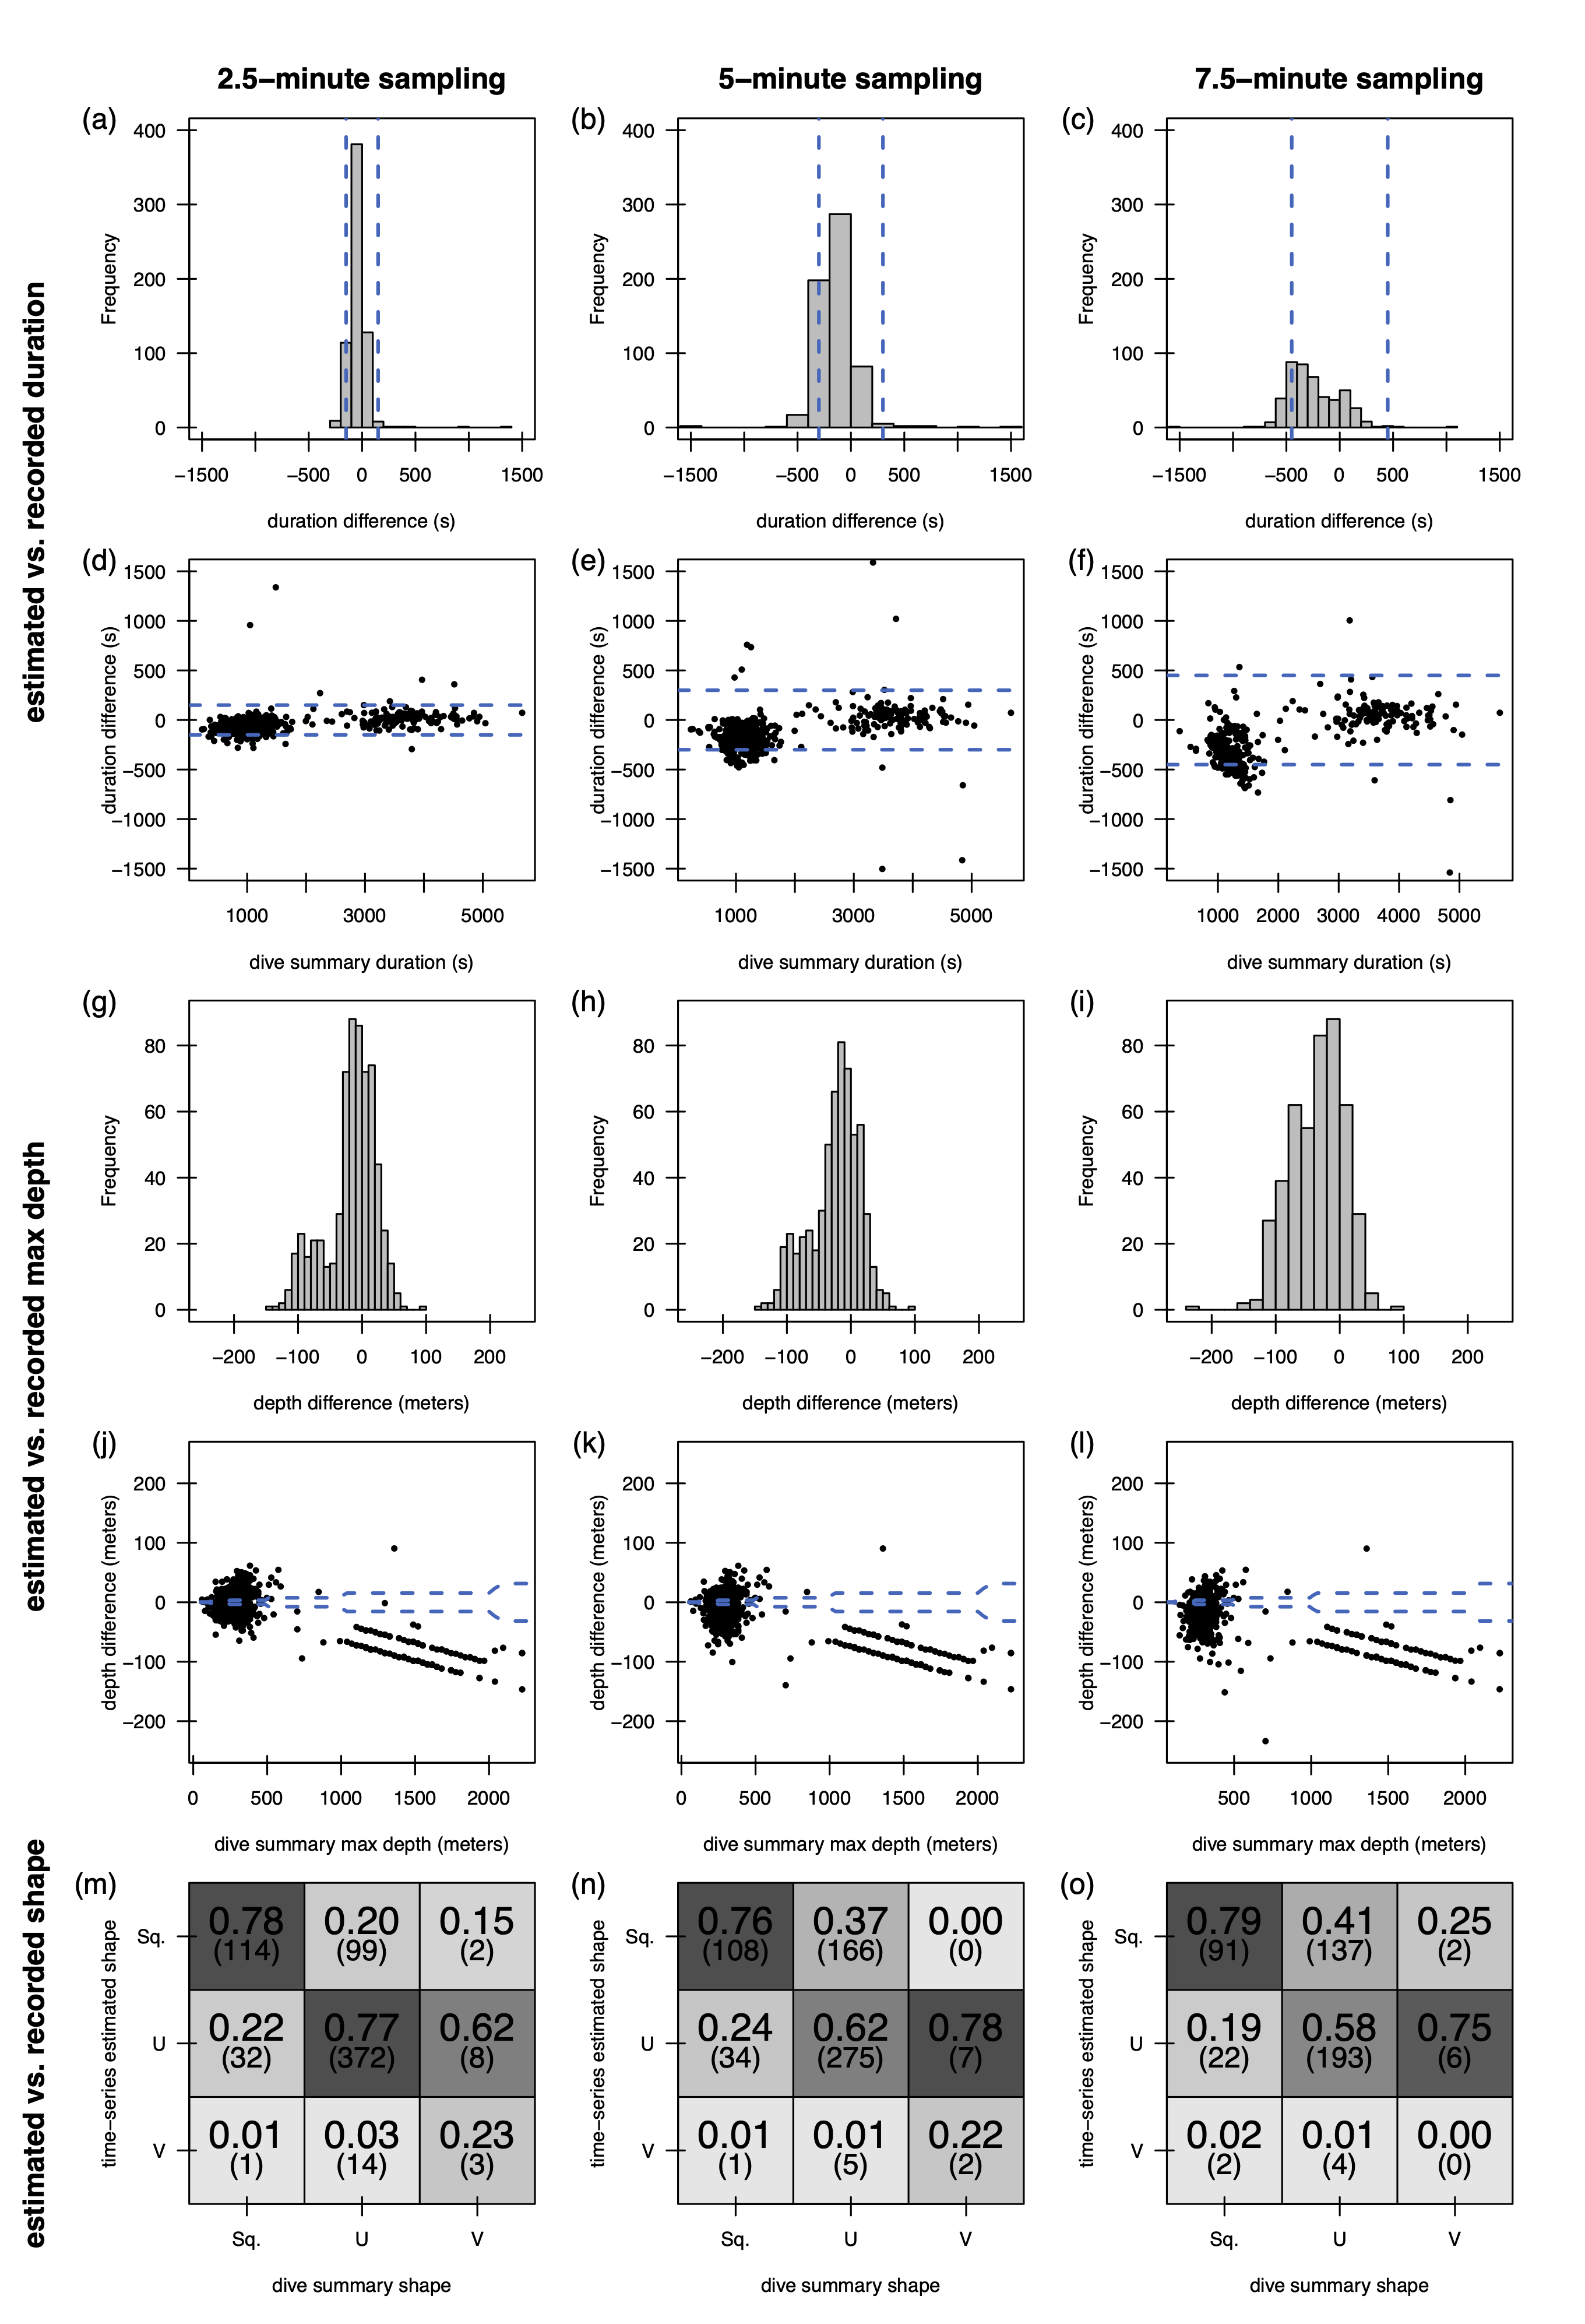 2.5−minute sampling
5−minute sampling
7.5−minute sampling
estimated vs. recorded duration
(a)
Frequency
400
300
200
100
0
−1500 −500 0 500 1500
duration difference (s)
(b)
Frequency
400
300
200
100
0
−1500 −500 0 500 1500
duration difference (s)
(c)
Frequency
400
300
200
100
0
−1500 −500 0 500 1500
duration difference (s)
(d)
duration difference (s)
1500
1000
500
0
−500
−1000
−1500
1000 3000 5000
dive summary duration (s)
(e)
duration difference (s)
1500
1000
500
0
−500
−1000
−1500
1000 3000 5000
dive summary duration (s)
(f)
duration difference (s)
1500
1000
500
0
−500
−1000
−1500
1000 2000 3000 4000 5000
dive summary duration (s)
estimated vs. recorded max depth
(g)
Frequency
80
60
40
20
0
−200 −100 0 100 200
depth difference (meters)
(h)
Frequency
80
60
40
20
0
−200 −100 0 100 200
depth difference (meters)
(i)
Frequency
80
60
40
20
0
−200 −100 0 100 200
depth difference (meters)
(j)
depth difference (meters)
200
100
0
−100
−200
0 500 1000 1500 2000
dive summary max depth (meters)
(k)
depth difference (meters)
200
100
0
−100
−200
0 500 1000 1500 2000
dive summary max depth (meters)
(l)
depth difference (meters)
200
100
0
−100
−200
500 1000 1500 2000
dive summary max depth (meters)
estimated vs. recorded shape
(m)
time−series estimated shape
Sq.
0.78 0.20 0.15
(114) (99) (2)
U
0.22 0.77 0.62
(32) (372) (8)
V
0.01 0.03 0.23
(1) (14) (3)
Sq. U V
dive summary shape
(n)
time−series estimated shape
Sq.
0.76 0.37 0.00
(108) (166) (0)
U
0.24 0.62 0.78
(34) (275) (7)
V
0.01 0.01 0.22
(1) (5) (2)
Sq. U V
dive summary shape
(o)
time−series estimated shape
Sq.
0.79 0.41 0.25
(91) (137) (2)
U
0.19 0.58 0.75
(22) (193) (6)
V
0.02 0.01 0.00
(2) (4) (0)
Sq. U V
dive summary shape